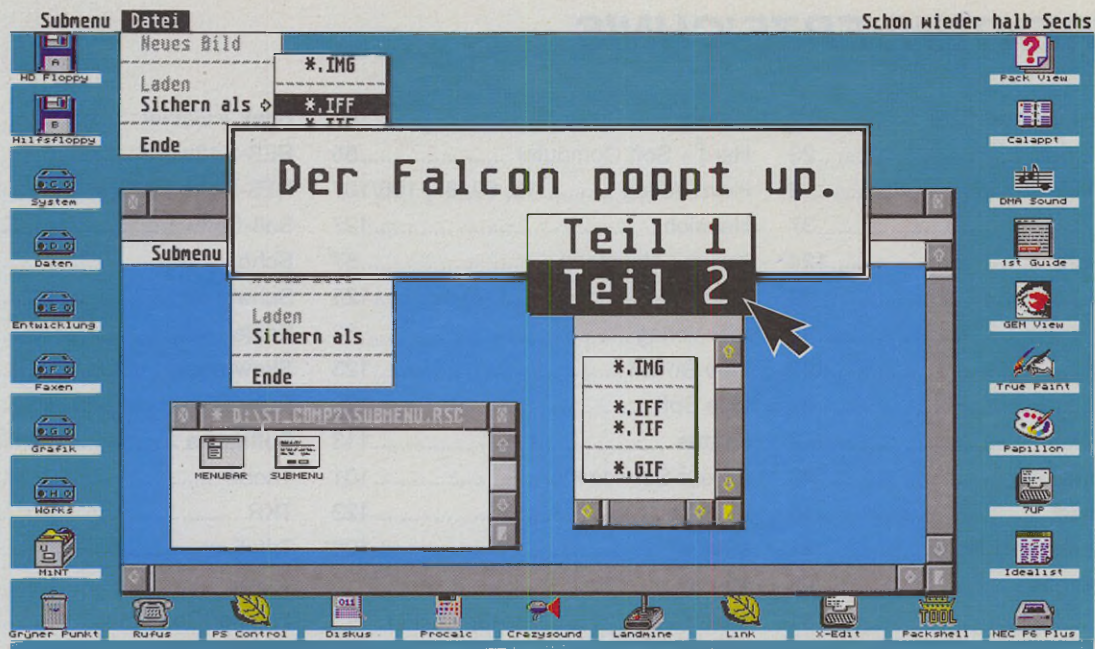 Submenu Datei
Schon wieder halb Sechs
Neues Bild
Laden
Sichern als
Ende
*.IMG
*.IFF
*.TIF
Der Falcon poppt up.
Teil 1
Teil 2
Submenu
Laden
Sichern als
Ende
*.IMG
*.IFF
*.TIF
*.GIF
* D:\ST_COMP2\SUBMENU.RSC
MENUBAR
SUBMENU
A
HD Floppy
B
Hilfsfloppy
C
System
D
Daten
E
Entwicklung
F
Faxen
G
Grafik
H
Works
U
MiNT
Pack View
Calappt
DMA Sound
1st Guide
GEM View
True Paint
Papillon
7UP
Idealist
Grüner Punkt
Rufus
PS Control
011
Diskus
Procalc
Crazysound
Landmine
Link
X-Edit
TOOL
Packshell
NEC P6 Plus